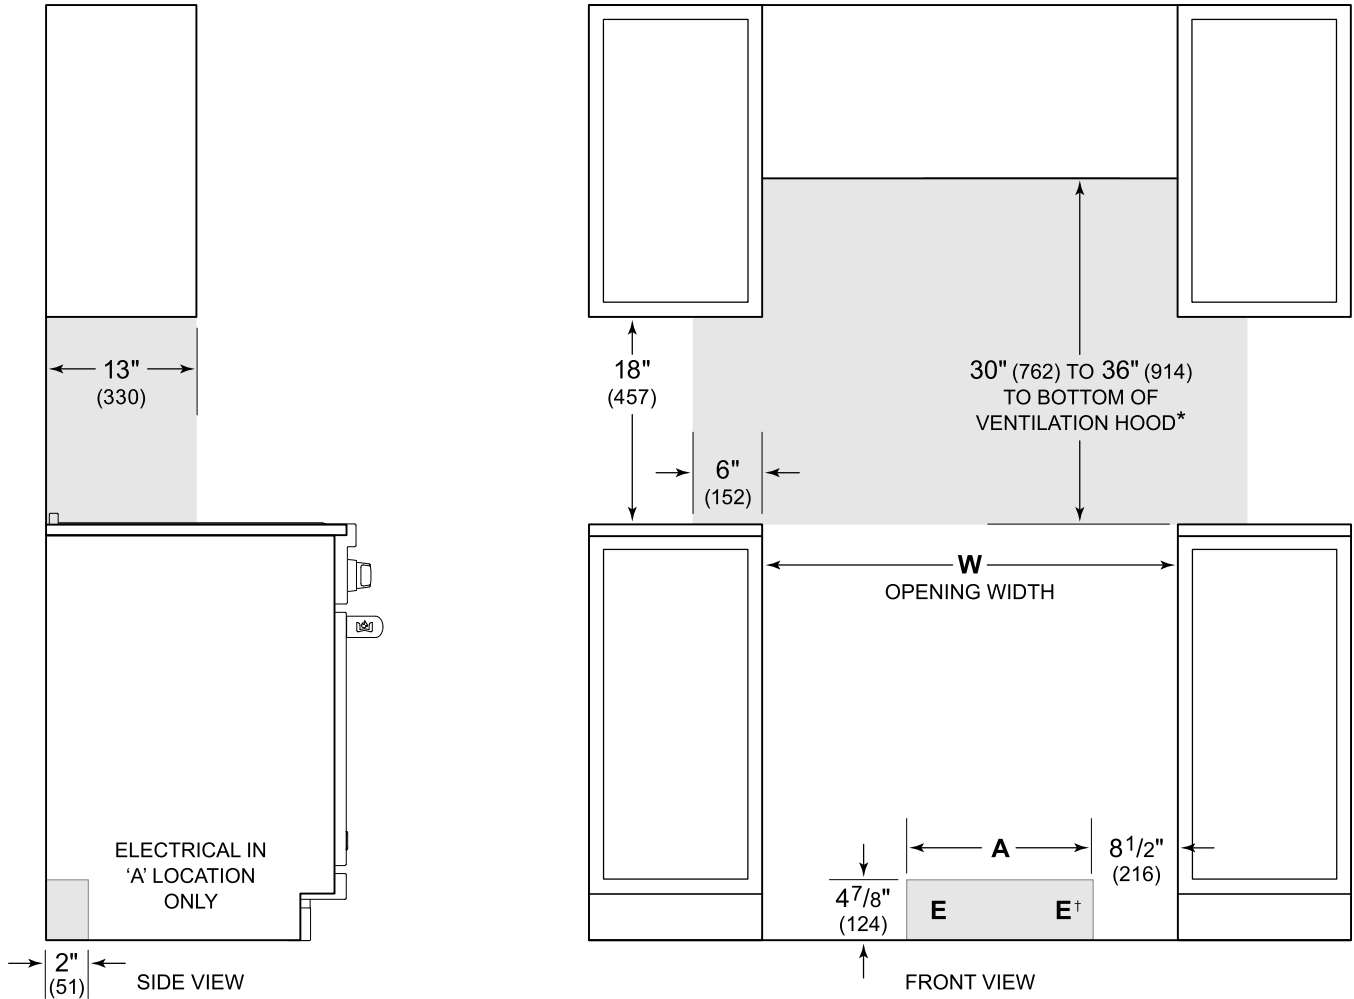 13"
(330)
ELECTRICAL IN
‘A’ LOCATION
ONLY
2"
(51)
SIDE VIEW
18"
(457)
30" (762) TO 36" (914)
TO BOTTOM OF
VENTILATION HOOD*
6"
(152)
W
OPENING WIDTH
A
8 1/2"
(216)
4 7/8"
(124)
E
E†
FRONT VIEW